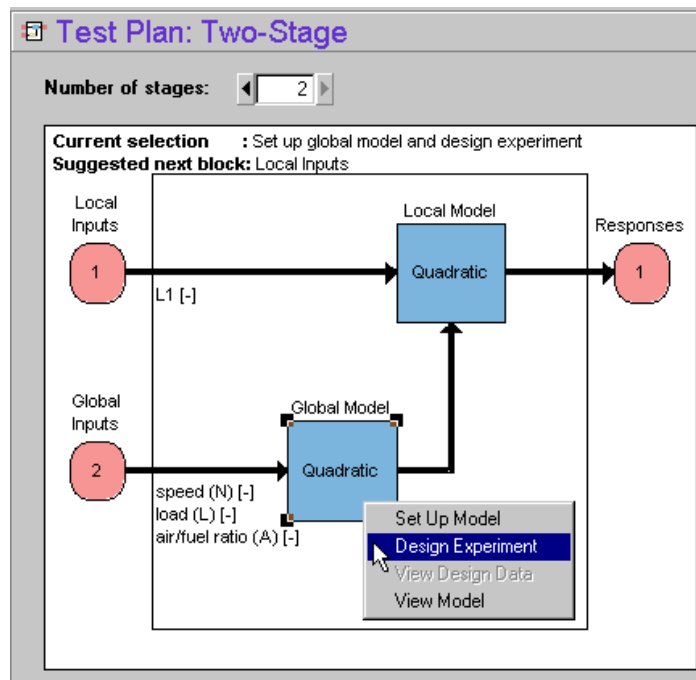 Test Plan: Two-Stage
Number of stages: 2
Current selection : Set up global model and design experiment
Suggested next block: Local Inputs
Local
Inputs
Local Model
Responses
1
Quadratic
1
L1 [-]
Global
Inputs
Global Model
2
Quadratic
speed (N) [-]
load (L) [-]
air/fuel ratio (A) [-]
Set Up Model
Design Experiment
View Design Data
View Model